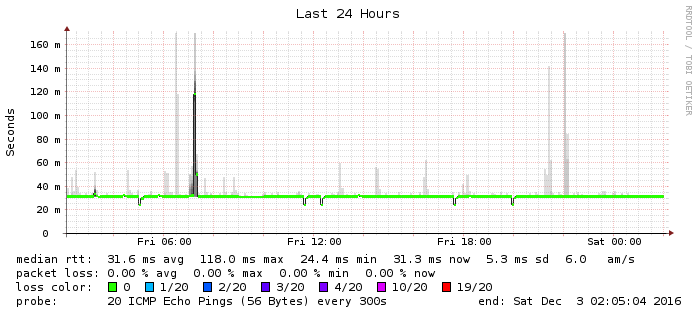 Last 24 Hours
RRDTOOL / TOBI OETIKER
Seconds
160 m
140 m
120 m
100 m
80 m
60 m
40 m
20 m
0
Fri 06:00 Fri 12:00 Fri 18:00 Sat 00:00
median rtt: 31.6 ms avg 118.0 ms max 24.4 ms min 31.3 ms now 5.3 ms sd 6.0 am/s
packet loss: 0.00 % avg 0.00 % max 0.00 % min 0.00 % now
loss color: 0 1/20 2/20 3/20 4/20 10/20 19/20
probe: 20 ICMP Echo Pings (56 Bytes) every 300s end: Sat Dec 3 02:05:04 2016